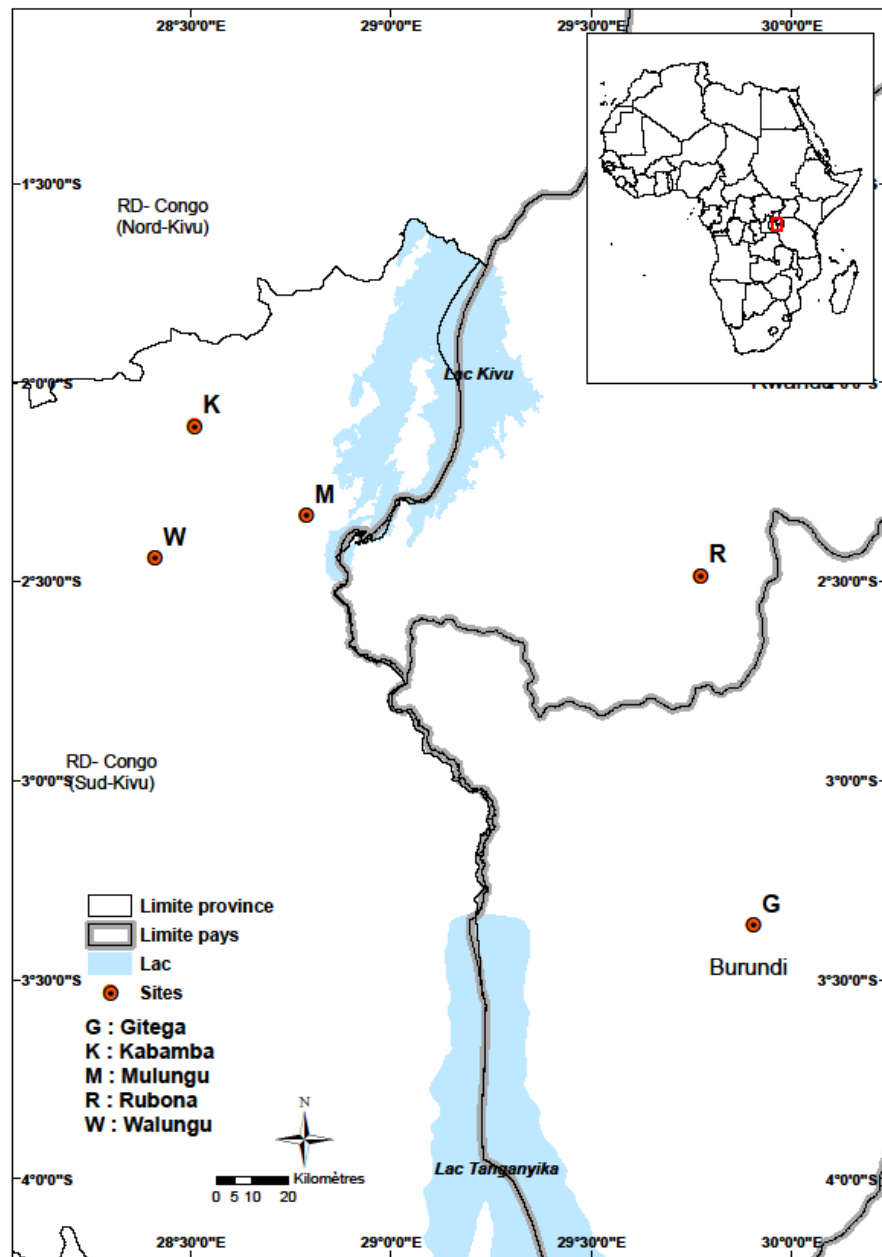 28°30'0"E 29°0'0"E 29°30'0"E 30°0'0"E
1°30'0"S
RD- Congo
(Nord-Kivu)
Lac Kivu
2°0'0"S
K
M
W
R
2°30'0"S 2°30'0"S
RD- Congo
(Sud-Kivu)
3°0'0"S 3°0'0"S
Limite province
Limite pays
Lac
Sites
G
Burundi
3°30'0"S 3°30'0"S
G : Gitega
K : Kabamba
M : Mulungu
R : Rubona
W : Walungu
N
Lac Tanganyika
Kilomètres
0 5 10 20
4°0'0"S 4°0'0"S
28°30'0"E 29°0'0"E 29°30'0"E 30°0'0"E